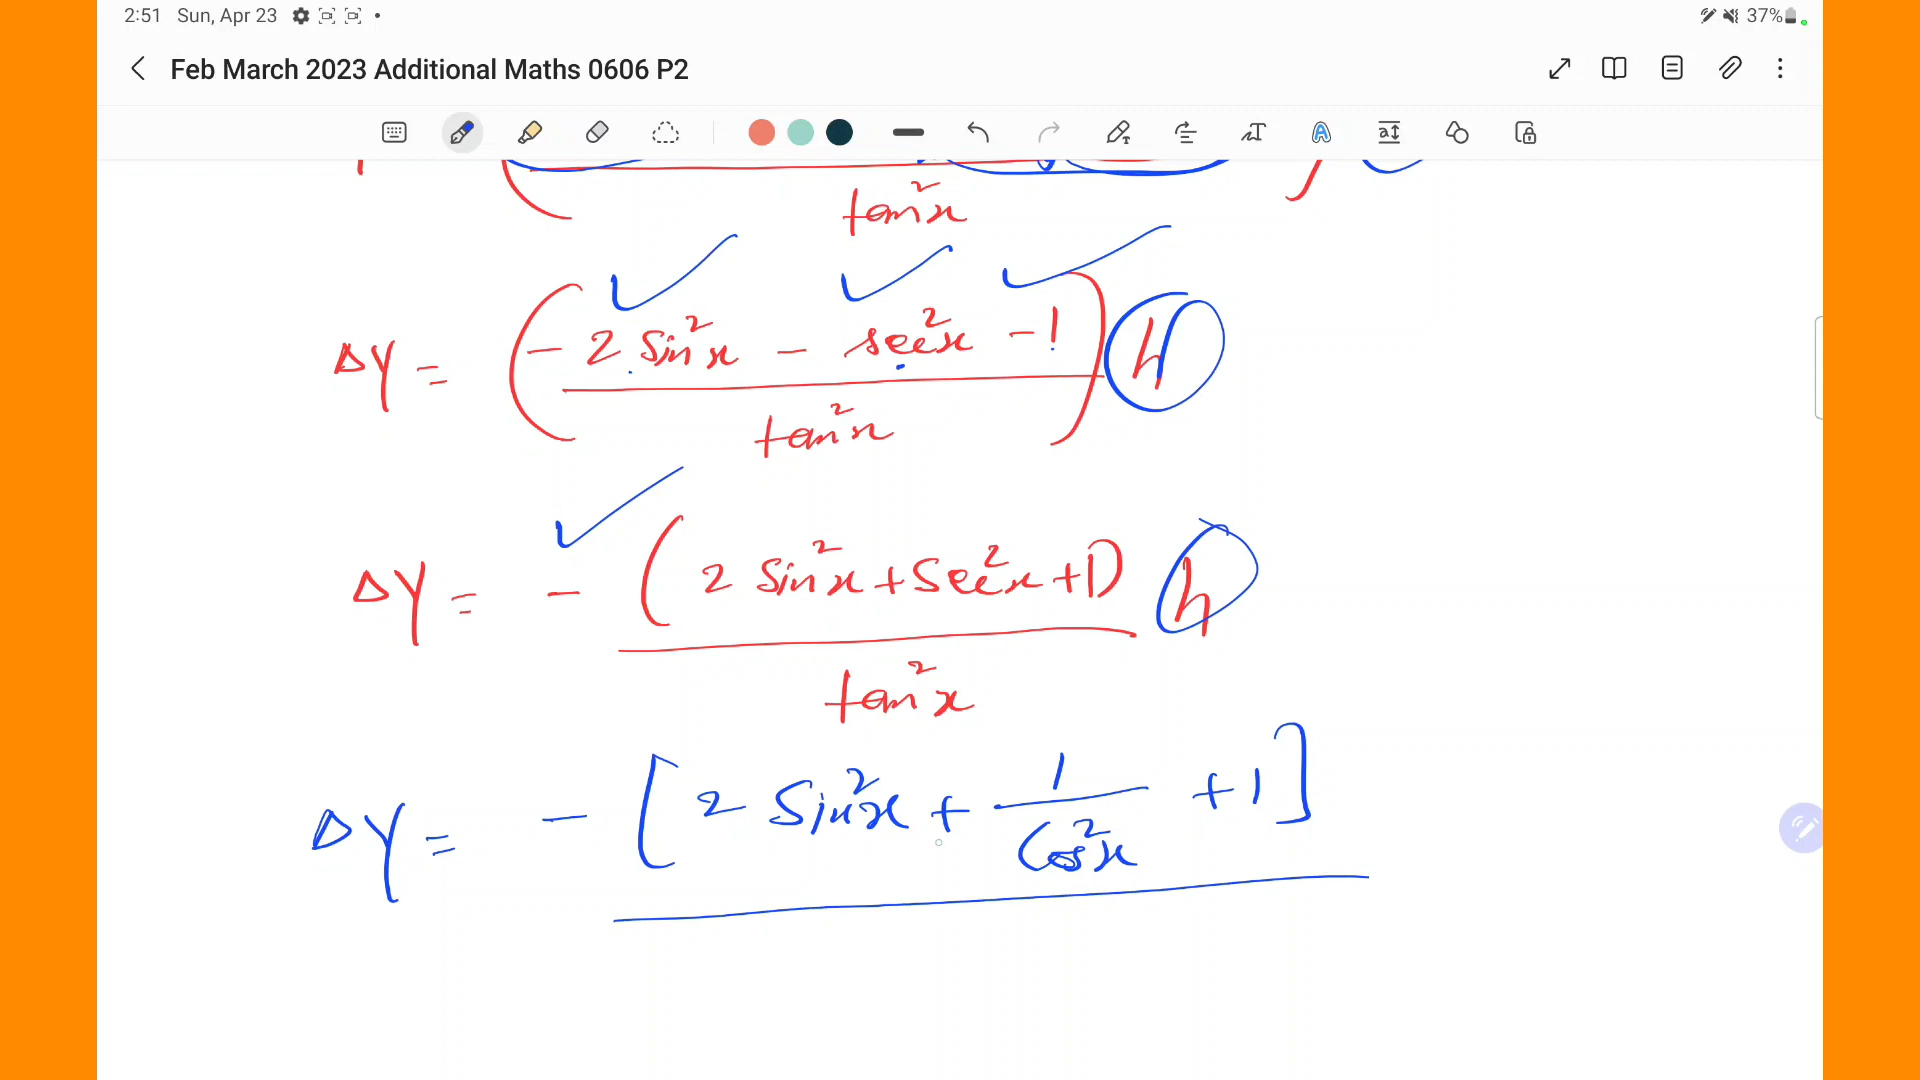 2:51 Sun, Apr 23
37%
Feb March 2023 Additional Maths 0606 P2
tan²x
ΔY = (- 2 sin²x - sec²x - 1) h
tan²x
ΔY = - (2 sin²x + sec²x + 1) h
tan²x
ΔY = - [2 sin²x + 1 + 1]
cos²x